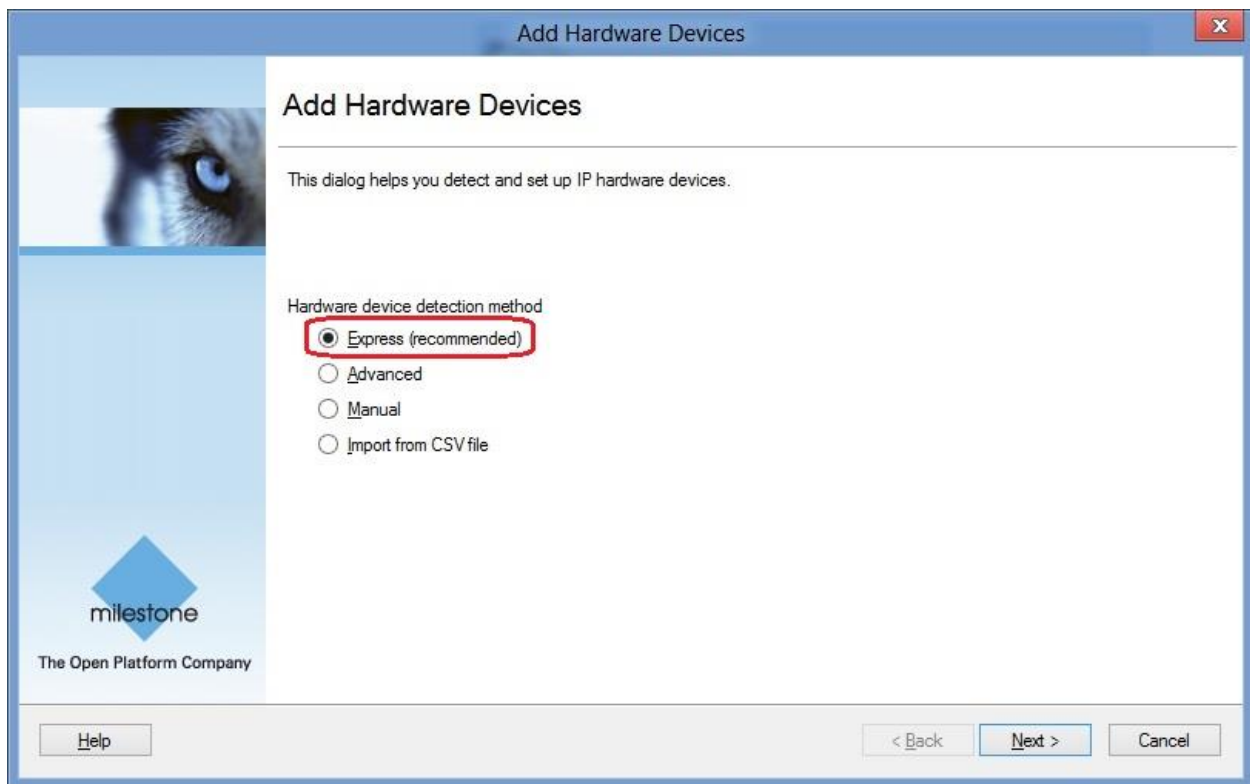 Add Hardware Devices
x
Add Hardware Devices
This dialog helps you detect and set up IP hardware devices.
Hardware device detection method
Express (recommended)
Advanced
Manual
Import from CSV file
milestone
The Open Platform Company
Help
< Back
Next >
Cancel